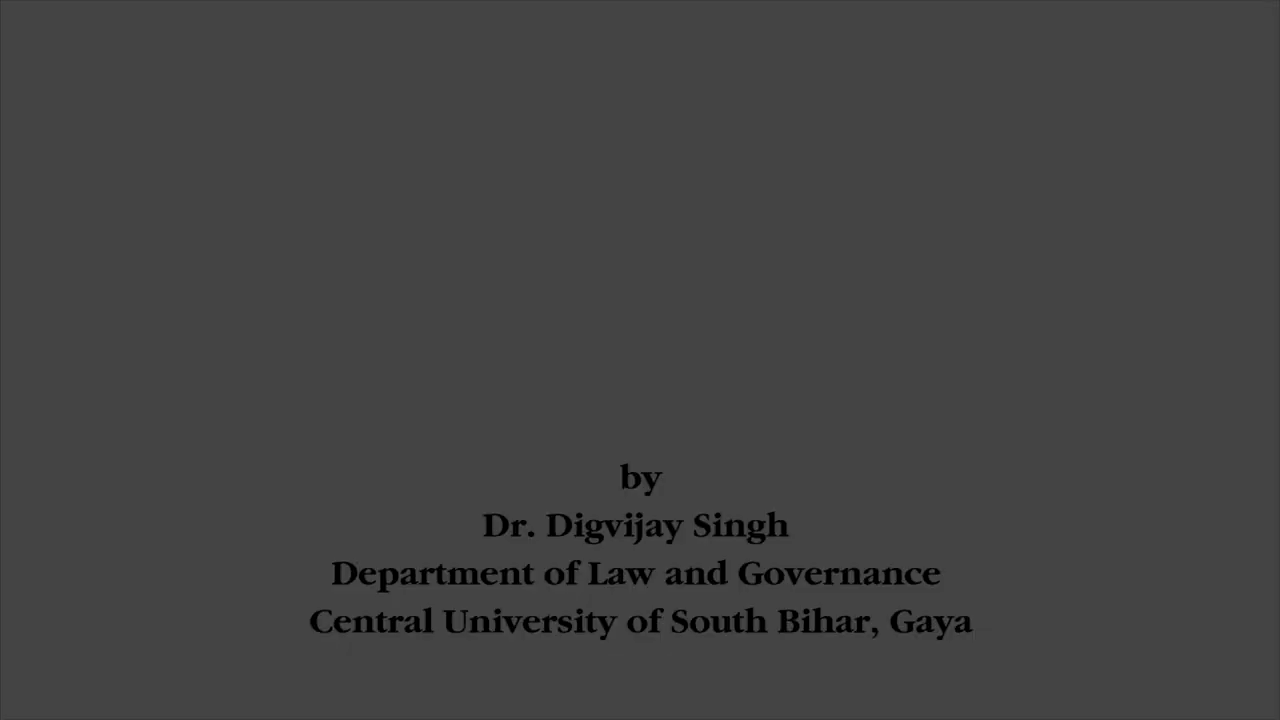 by
Dr. Digvijay Singh
Department of Law and Governance
Central University of South Bihar, Gaya